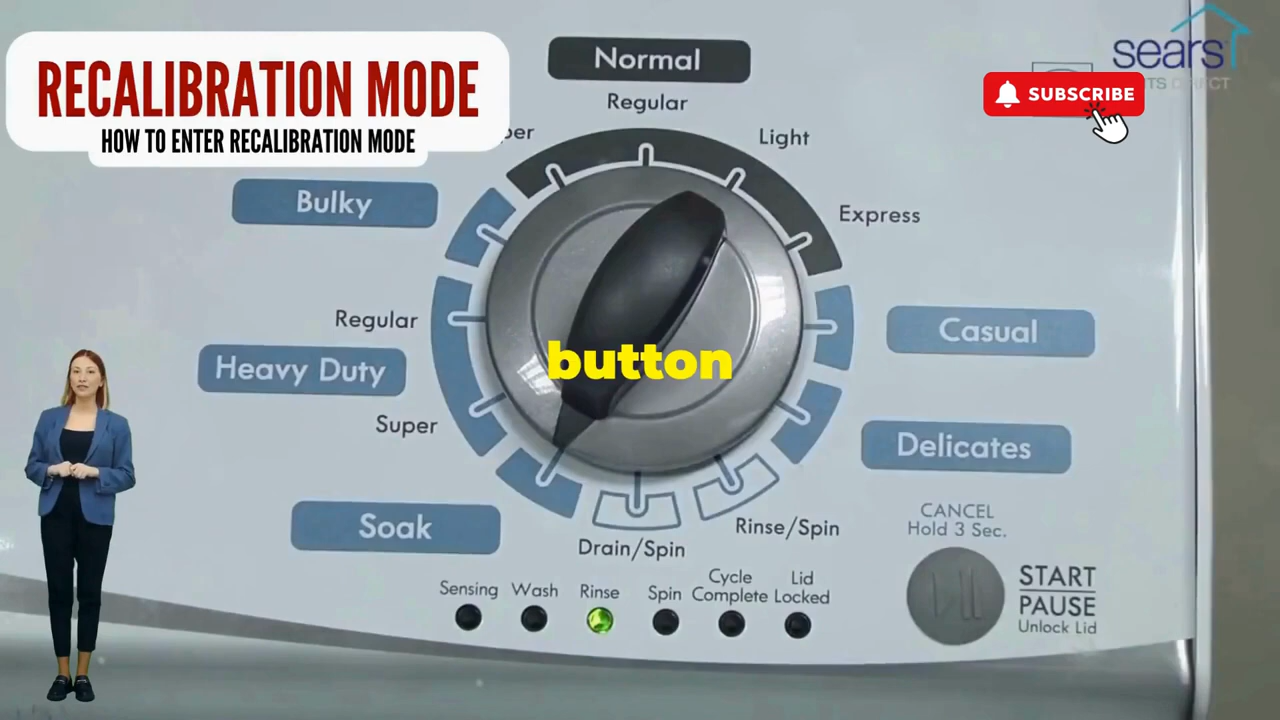 RECALIBRATION MODE
HOW TO ENTER RECALIBRATION MODE
sears
DIRECT
SUBSCRIBE
Normal
Regular
Light
Express
Bulky
Regular
Heavy Duty
Super
Soak
button
Casual
Delicates
Rinse/Spin
Drain/Spin
CANCEL
Hold 3 Sec.
START
PAUSE
Unlock Lid
Sensing
Wash
Rinse
Spin
Cycle
Complete
Lid
Locked